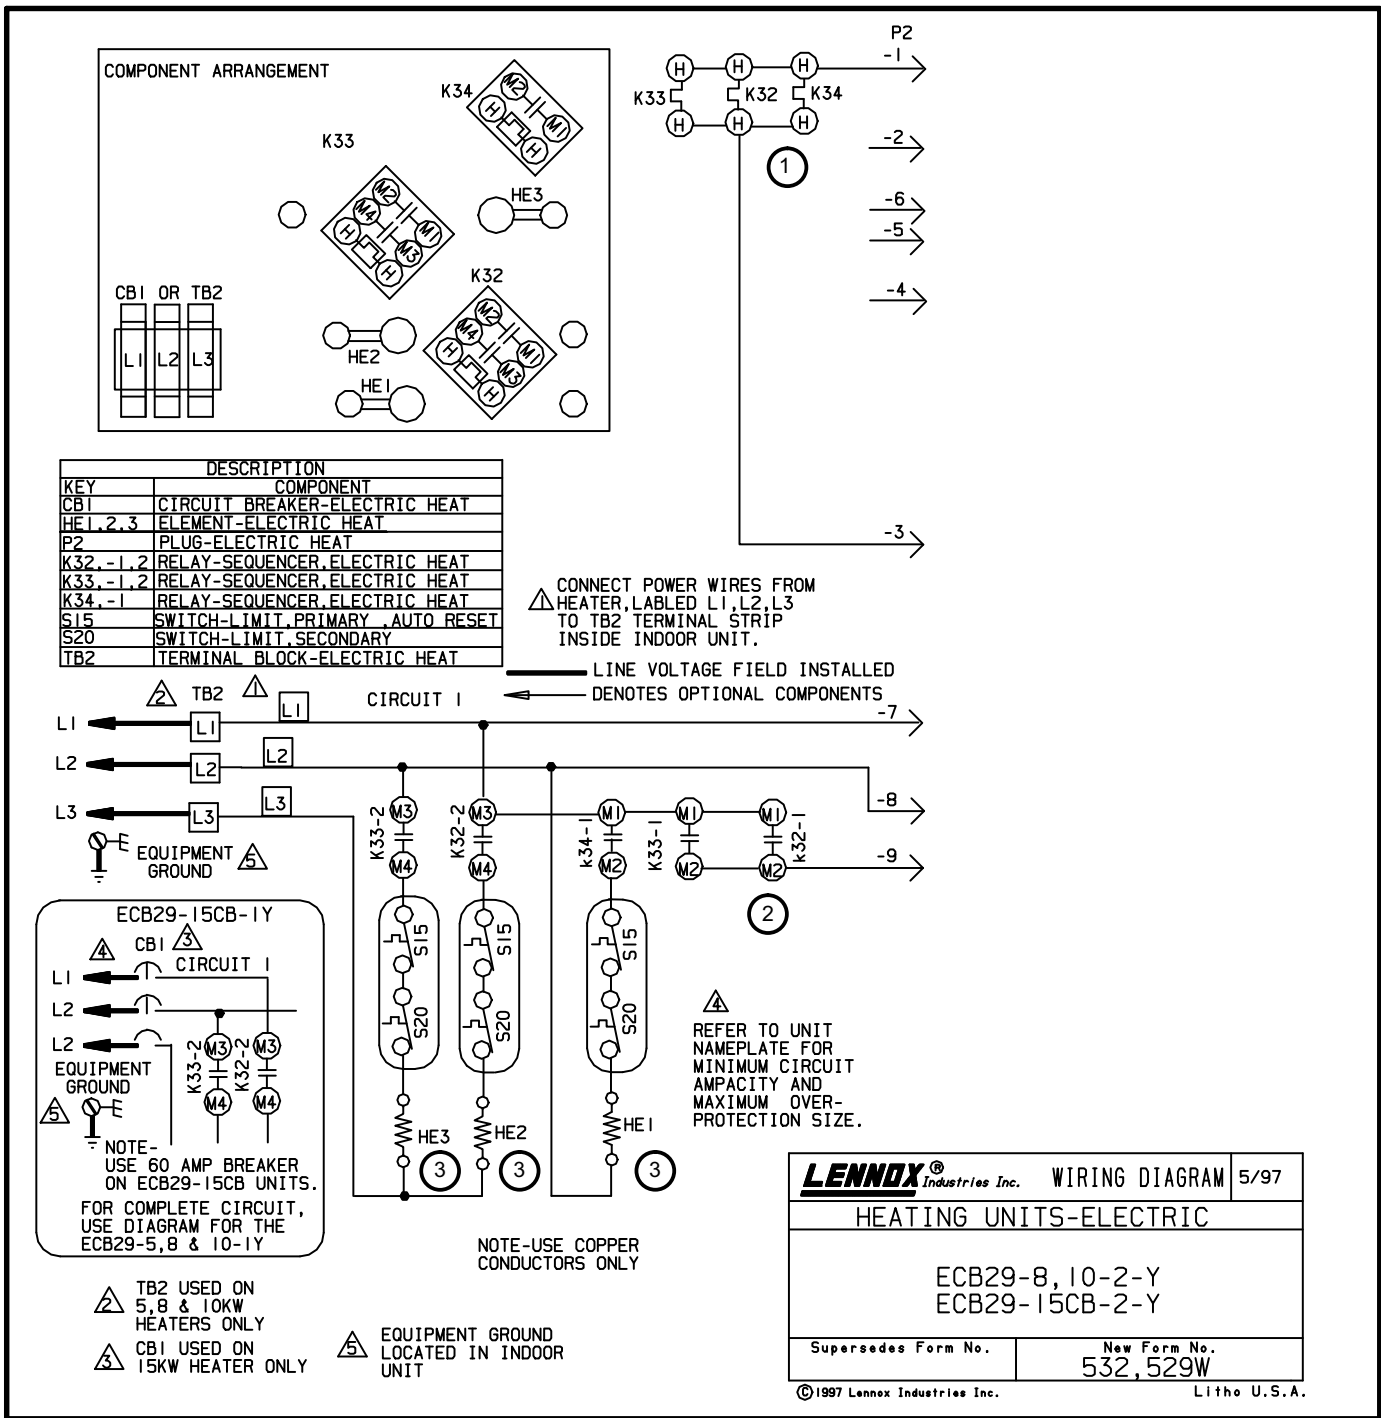 COMPONENT ARRANGEMENT
K34
M2
M1
H
H
K33
M2
M4
M1
H
M3
H
HE3
K32
M2
M4
M1
H
M3
H
HE2
HE1
CB1 OR TB2
L1 L2 L3
P2
H H H -1
K33 K32 K34
H H H
1
-2
-6
-5
-4
-3
DESCRIPTION
KEY COMPONENT
CB1 CIRCUIT BREAKER-ELECTRIC HEAT
HE1,2,3 ELEMENT-ELECTRIC HEAT
P2 PLUG-ELECTRIC HEAT
K32,-1,2 RELAY-SEQUENCER,ELECTRIC HEAT
K33,-1,2 RELAY-SEQUENCER,ELECTRIC HEAT
K34,-1 RELAY-SEQUENCER,ELECTRIC HEAT
S15 SWITCH-LIMIT,PRIMARY ,AUTO RESET
S20 SWITCH-LIMIT,SECONDARY
TB2 TERMINAL BLOCK-ELECTRIC HEAT
1 CONNECT POWER WIRES FROM
HEATER,LABLED L1,L2,L3
TO TB2 TERMINAL STRIP
INSIDE INDOOR UNIT.
LINE VOLTAGE FIELD INSTALLED
DENOTES OPTIONAL COMPONENTS
2 TB2 1 CIRCUIT 1
L1 L1 L1 -7
L2 L2 L2 -8
L3 L3 L3
K33-2 M3 K32-2 M3 k34-1 M1 K33-1 M1 k32-1 M1
M4 M4 M2 M2 M2 -9
2
EQUIPMENT
GROUND 5
S15 S15 S15
S20 S20 S20
HE3 HE2 HE1
3 3 3
ECB29-15CB-1Y
4 CB1 3
L1 CIRCUIT 1
L2
L2
K33-2 M3 K32-2 M3
M4 M4
EQUIPMENT
GROUND
5
NOTE-
USE 60 AMP BREAKER
ON ECB29-15CB UNITS.
FOR COMPLETE CIRCUIT,
USE DIAGRAM FOR THE
ECB29-5,8 & 10-1Y
4
REFER TO UNIT
NAMEPLATE FOR
MINIMUM CIRCUIT
AMPACITY AND
MAXIMUM OVER-
PROTECTION SIZE.
NOTE-USE COPPER
CONDUCTORS ONLY
2 TB2 USED ON
5,8 & 10KW
HEATERS ONLY
3 CB1 USED ON
15KW HEATER ONLY
5 EQUIPMENT GROUND
LOCATED IN INDOOR
UNIT
LENNOX ® Industries Inc. WIRING DIAGRAM 5/97
HEATING UNITS-ELECTRIC
ECB29-8,10-2-Y
ECB29-15CB-2-Y
Supersedes Form No. New Form No.
532,529W
©1997 Lennox Industries Inc. Litho U.S.A.